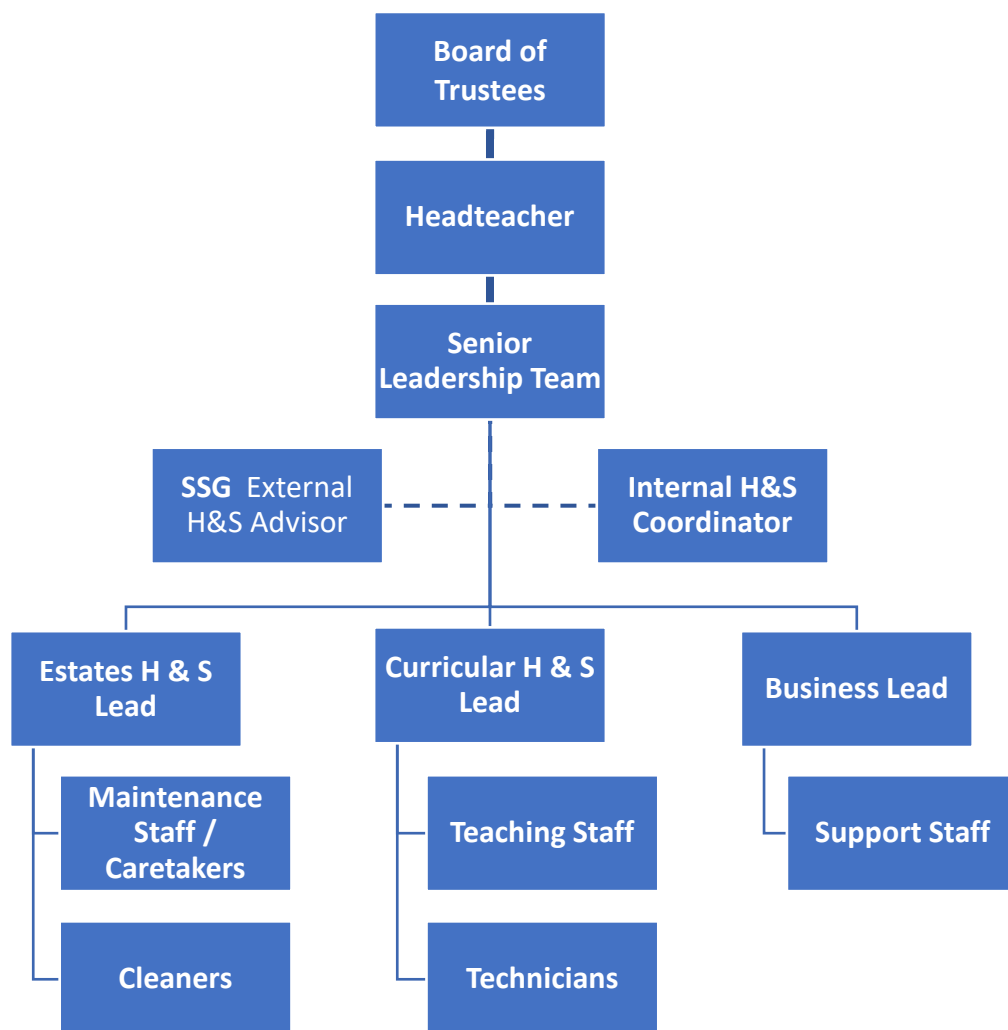 Board of
Trustees
Headteacher
Senior
Leadership Team
SSG External
H&S Advisor
Internal H&S
Coordinator
Estates H & S
Lead
Curricular H & S
Lead
Business Lead
Maintenance
Staff /
Caretakers
Teaching Staff
Support Staff
Cleaners
Technicians